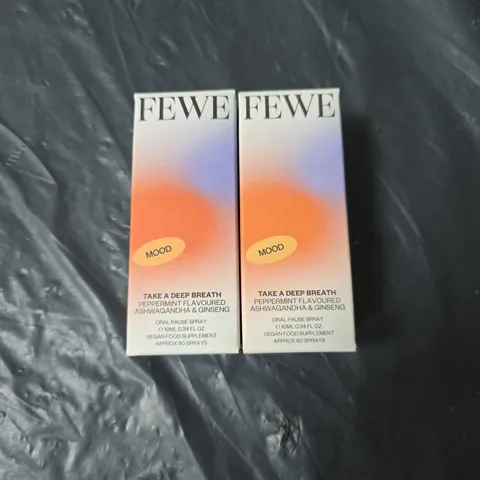 FEWE
MOOD
TAKE A DEEP BREATH
PEPPERMINT FLAVOURED
ASHWAGANDHA & GINSENG
ORAL PAUSE SPRAY
℮ 10ML 0.34 FL OZ
VEGAN FOOD SUPPLEMENT
APPROX 60 SPRAYS
FEWE
MOOD
TAKE A DEEP BREATH
PEPPERMINT FLAVOURED
ASHWAGANDHA & GINSENG
ORAL PAUSE SPRAY
℮ 10ML 0.34 FL OZ
VEGAN FOOD SUPPLEMENT
APPROX 60 SPRAYS